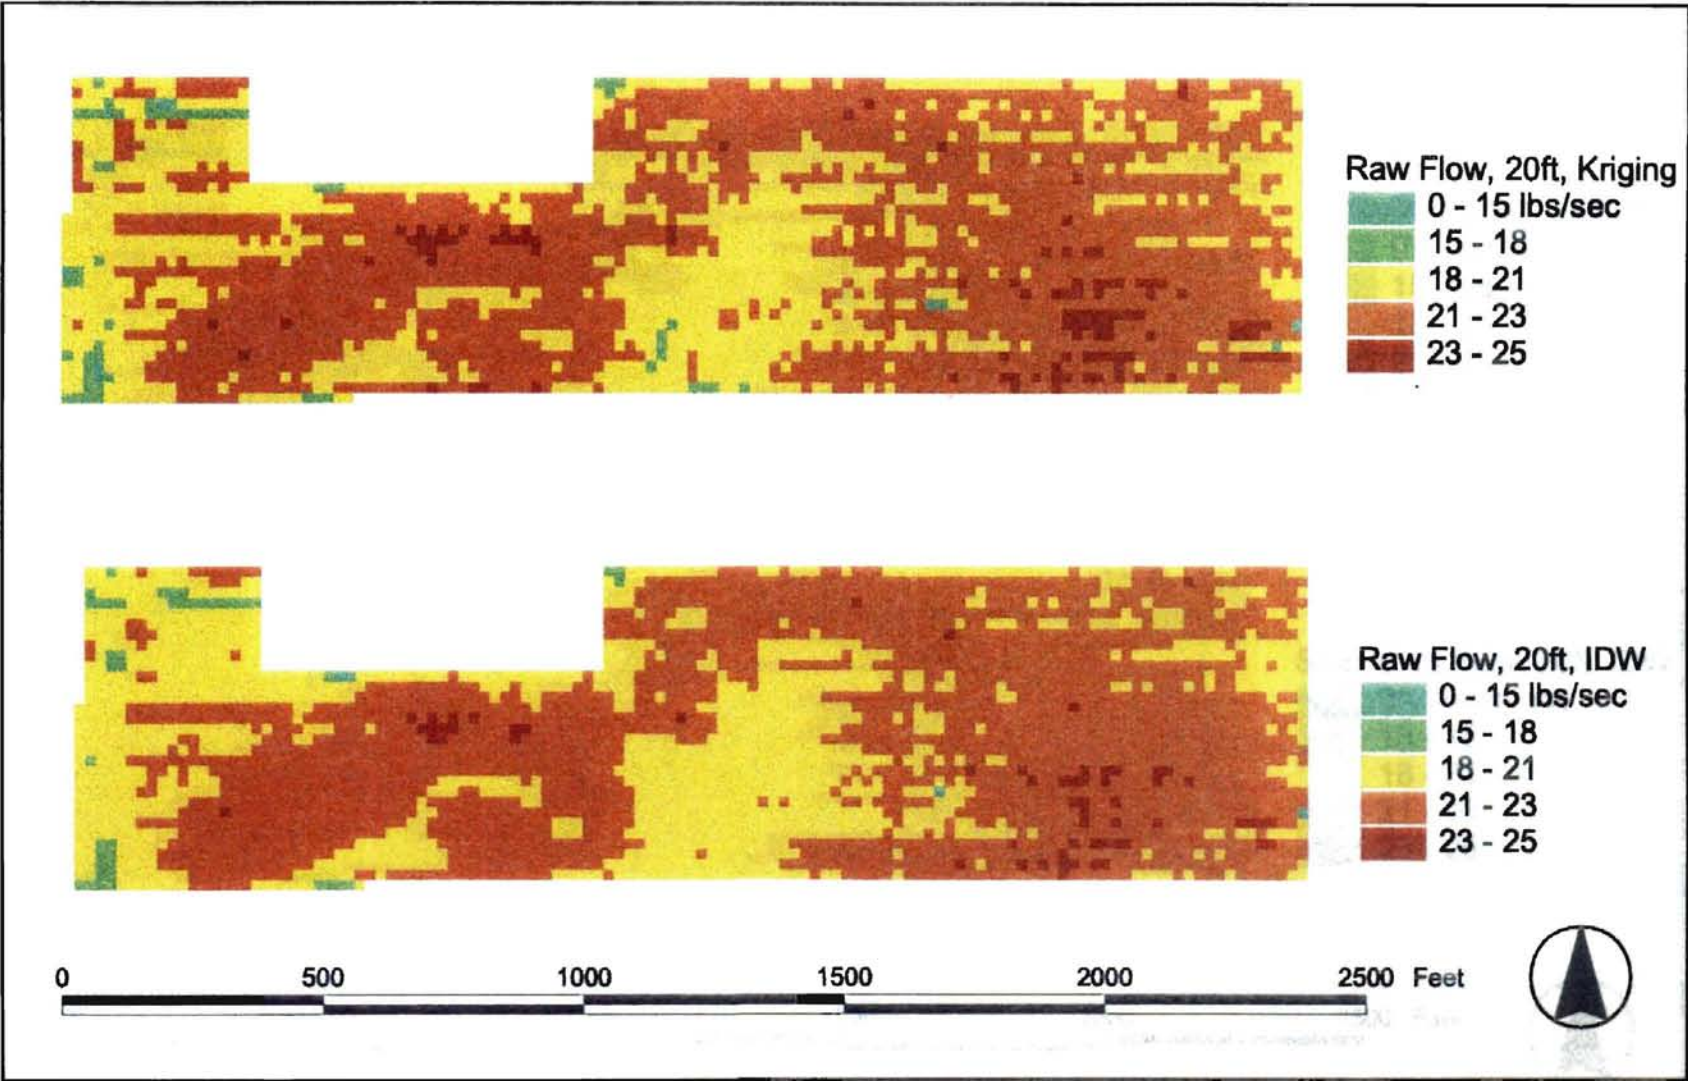 Raw Flow, 20ft, Kriging
0 - 15 lbs/sec
15 - 18
18 - 21
21 - 23
23 - 25
Raw Flow, 20ft, IDW
0 - 15 lbs/sec
15 - 18
18 - 21
21 - 23
23 - 25
0 500 1000 1500 2000 2500 Feet